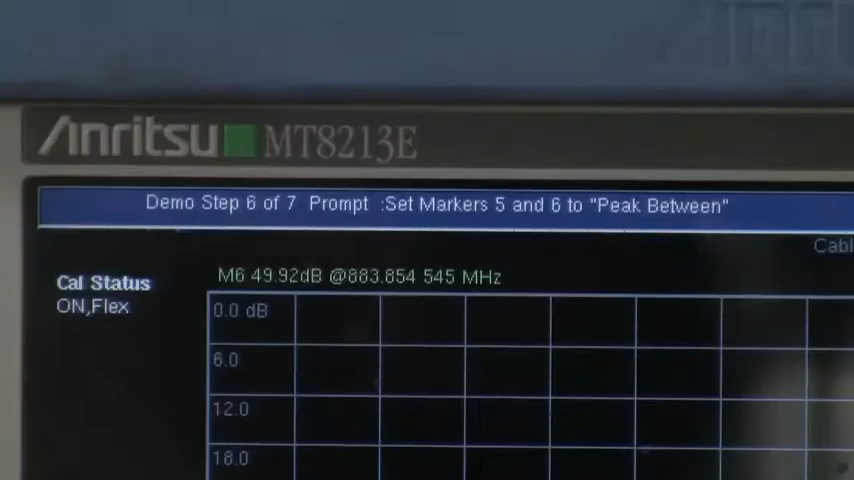 Anritsu MT8213E
Demo Step 6 of 7 Prompt :Set Markers 5 and 6 to "Peak Between"
Cabl
Cal Status
ON,Flex
M6 49.92dB @883.854 545 MHz
0.0 dB
6.0
12.0
18.0